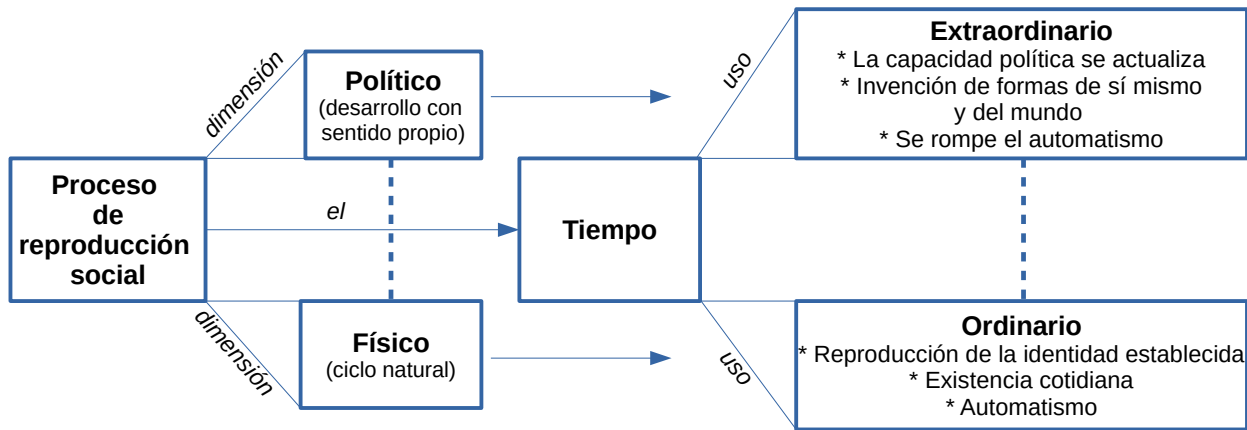 dimensión
Político
(desarrollo con
sentido propio)
uso
Extraordinario
* La capacidad política se actualiza
* Invención de formas de sí mismo
y del mundo
* Se rompe el automatismo
Proceso
de
reproducción
social
el
Tiempo
dimensión
Físico
(ciclo natural)
uso
Ordinario
* Reproducción de la identidad establecida
* Existencia cotidiana
* Automatismo